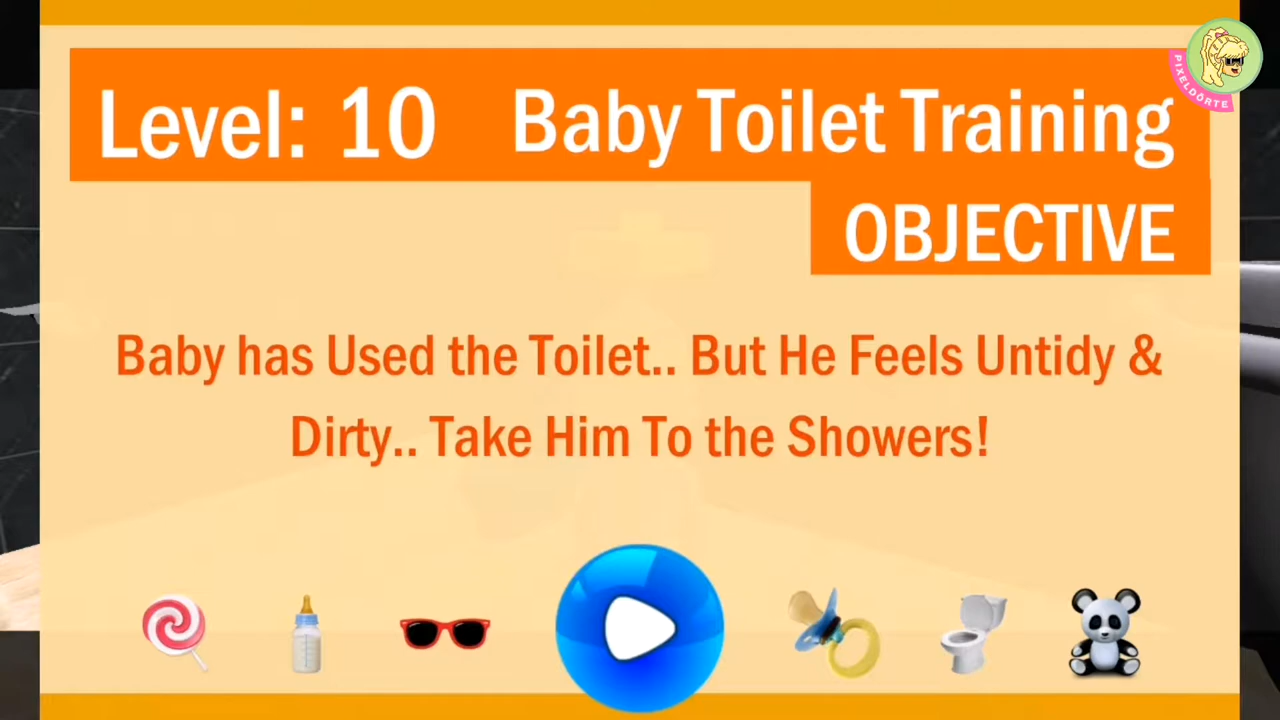 Level: 10 Baby Toilet Training
OBJECTIVE
Baby has Used the Toilet.. But He Feels Untidy &
Dirty.. Take Him To the Showers!
PIXELDÖRTE